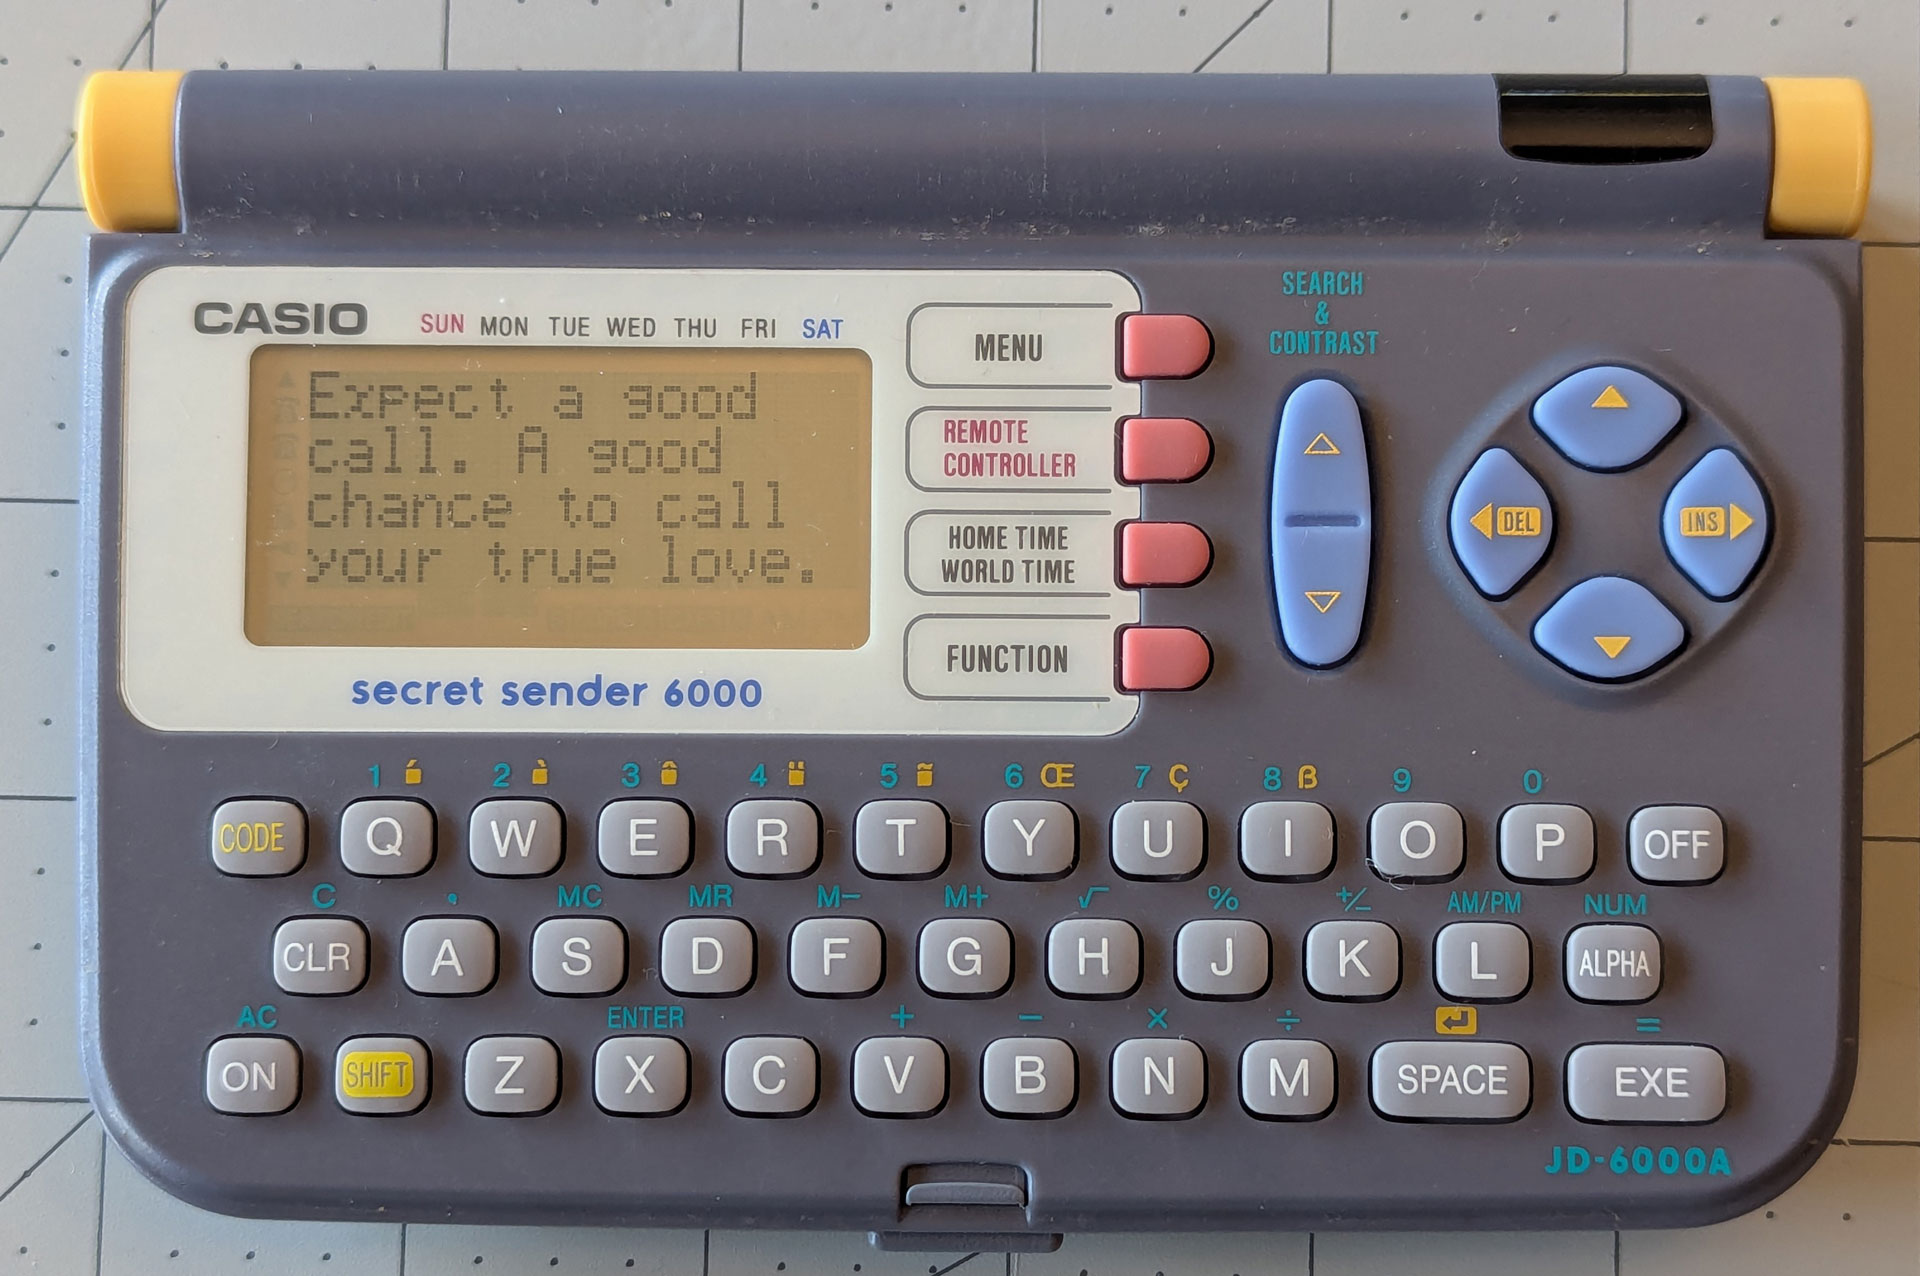 CASIO
SUN MON TUE WED THU FRI SAT
Expect a good
call. A good
chance to call
your true love.
secret sender 6000
MENU
REMOTE
CONTROLLER
HOME TIME
WORLD TIME
FUNCTION
SEARCH
&
CONTRAST
DEL
INS
1 2 3 4 5 6 Œ 7 Ç 8 ß 9 0
CODE Q W E R T Y U I O P OFF
C . MC MR M− M+ √ % +/− AM/PM NUM
CLR A S D F G H J K L ALPHA
AC ENTER + − × ÷ =
ON SHIFT Z X C V B N M SPACE EXE
JD-6000A